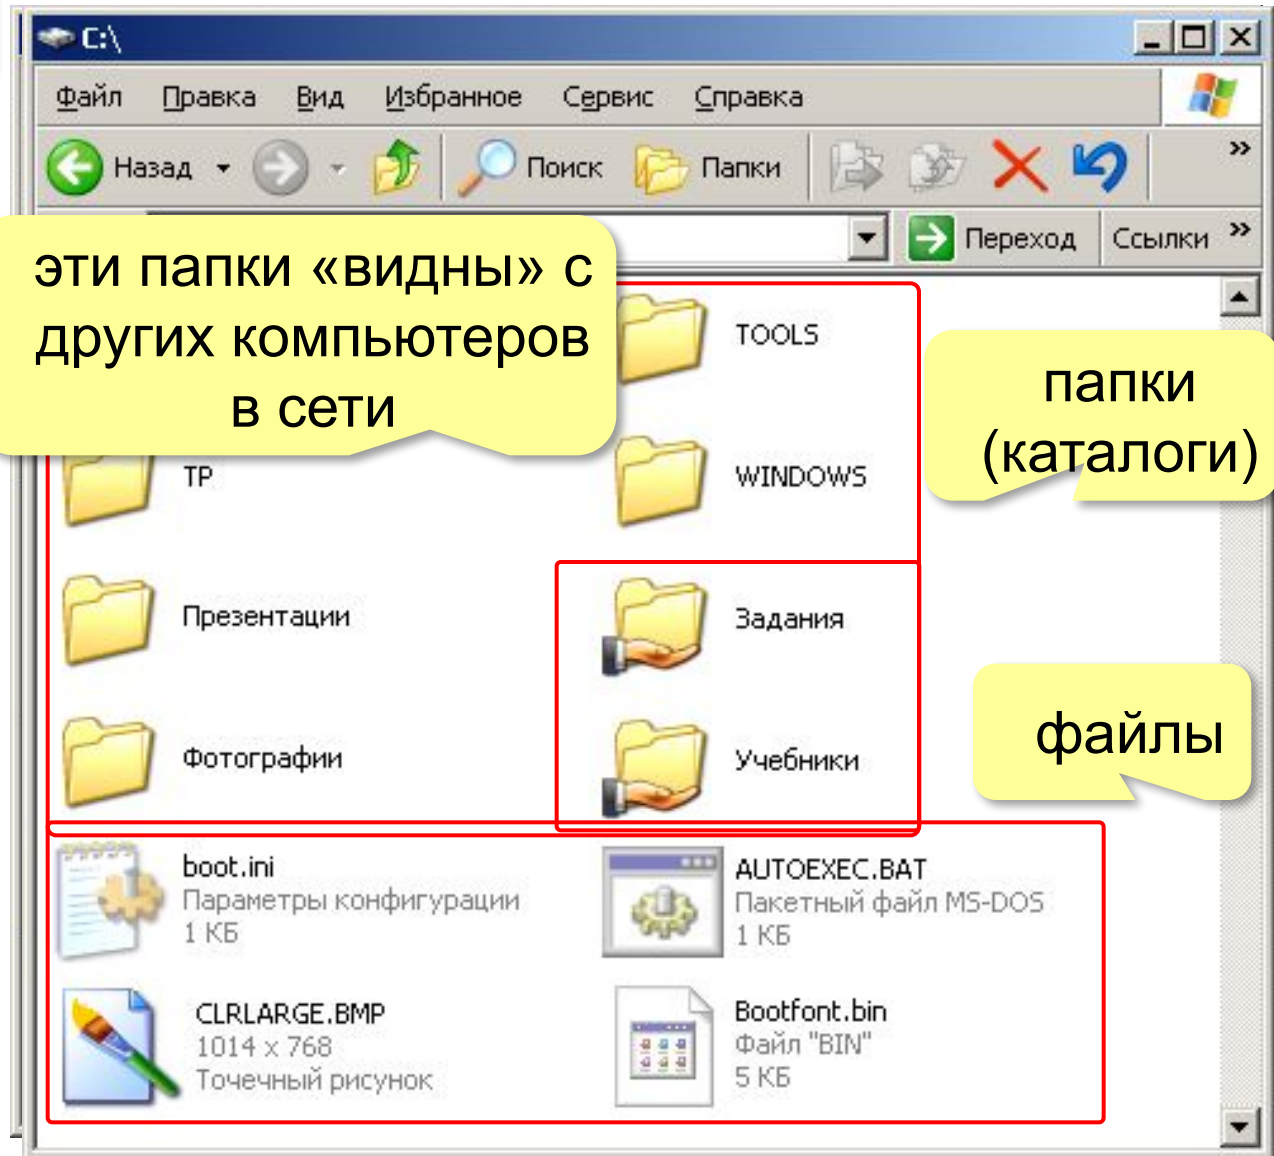 C:\
Файл Правка Вид Избранное Сервис Справка
Назад Поиск Папки »
Переход Ссылки »
эти папки «видны» с
других компьютеров
в сети
TOOLS
папки
(каталоги)
TP
WINDOWS
Презентации
Задания
файлы
Фотографии
Учебники
boot.ini
Параметры конфигурации
1 КБ
AUTOEXEC.BAT
Пакетный файл MS-DOS
1 КБ
CLRLARGE.BMP
1014 x 768
Точечный рисунок
Bootfont.bin
Файл "BIN"
5 КБ